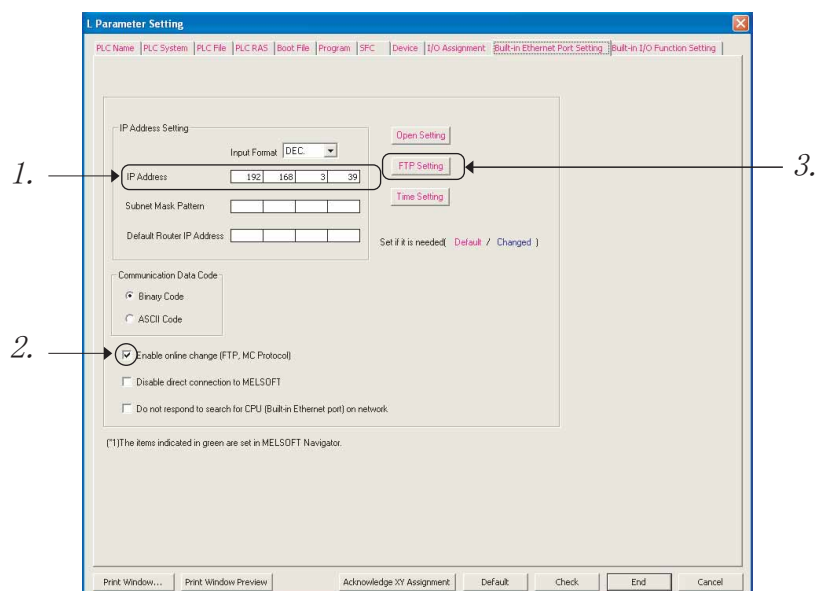 L Parameter Setting
PLC Name PLC System PLC File PLC RAS Boot File Program SFC Device I/O Assignment Built-in Ethernet Port Setting Built-in I/O Function Setting
IP Address Setting
Input Format DEC.
Open Setting
1.
IP Address 192 168 3 39
FTP Setting
3.
Subnet Mask Pattern
Time Setting
Default Router IP Address
Set if it is needed( Default / Changed )
Communication Data Code
Binary Code
ASCII Code
2.
Enable online change (FTP, MC Protocol)
Disable direct connection to MELSOFT
Do not respond to search for CPU (Built-in Ethernet port) on network
(*1)The items indicated in green are set in MELSOFT Navigator.
Print Window... Print Window Preview Acknowledge XY Assignment Default Check End Cancel